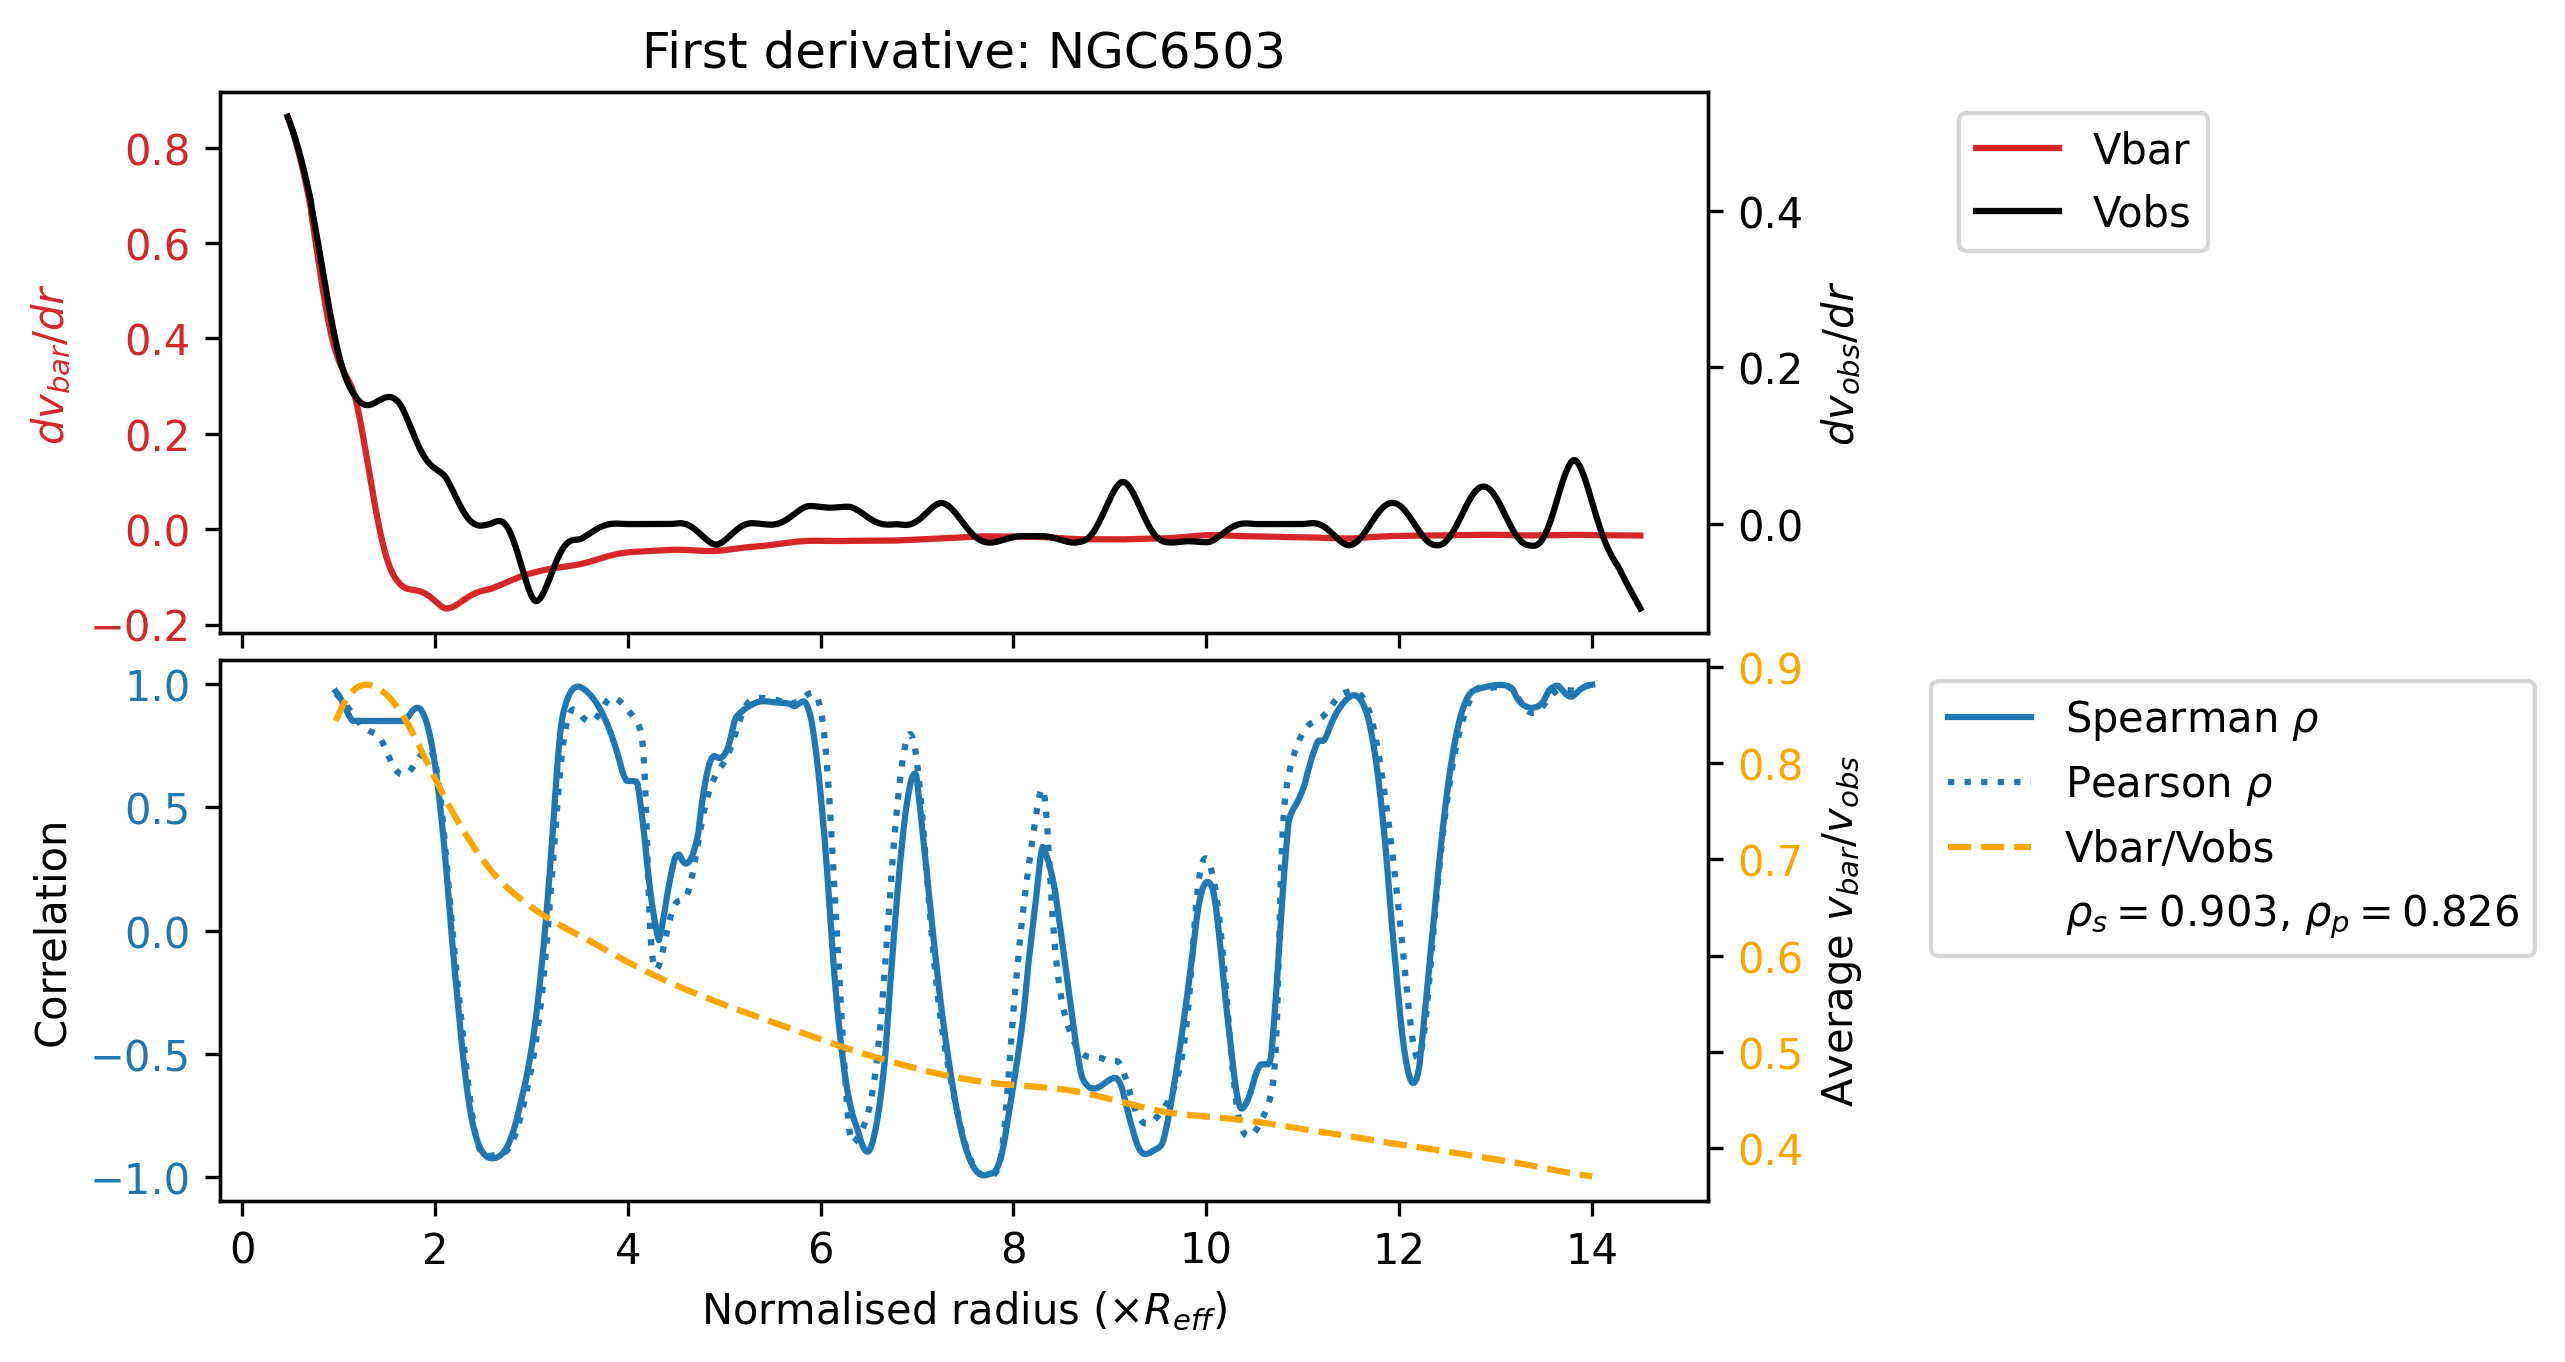 First derivative: NGC6503
0.8
0.6
0.4
0.2
0.0
−0.2
dv_bar/dr
0.4
0.2
0.0
dv_obs/dr
Vbar
Vobs
1.0
0.5
0.0
−0.5
−1.0
Correlation
0.9
0.8
0.7
0.6
0.5
0.4
Average v_bar/v_obs
Spearman ρ
Pearson ρ
Vbar/Vobs
ρ_s = 0.903, ρ_p = 0.826
0 2 4 6 8 10 12 14
Normalised radius (×R_eff)